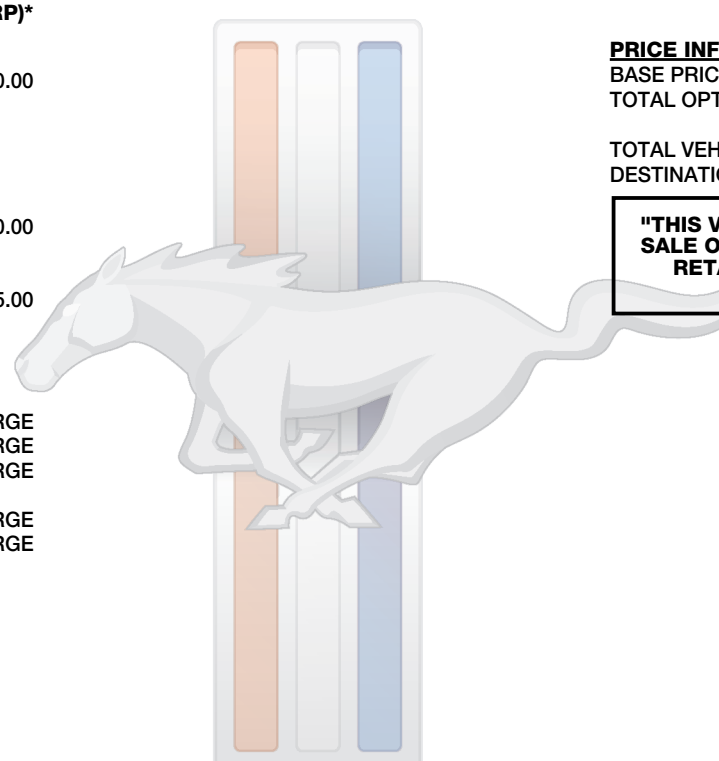 RP)*
0.00
0.00
5.00
RGE
RGE
RGE
RGE
RGE
PRICE INF
BASE PRIC
TOTAL OPT
TOTAL VEH
DESTINATIO
"THIS V
SALE O
RETA